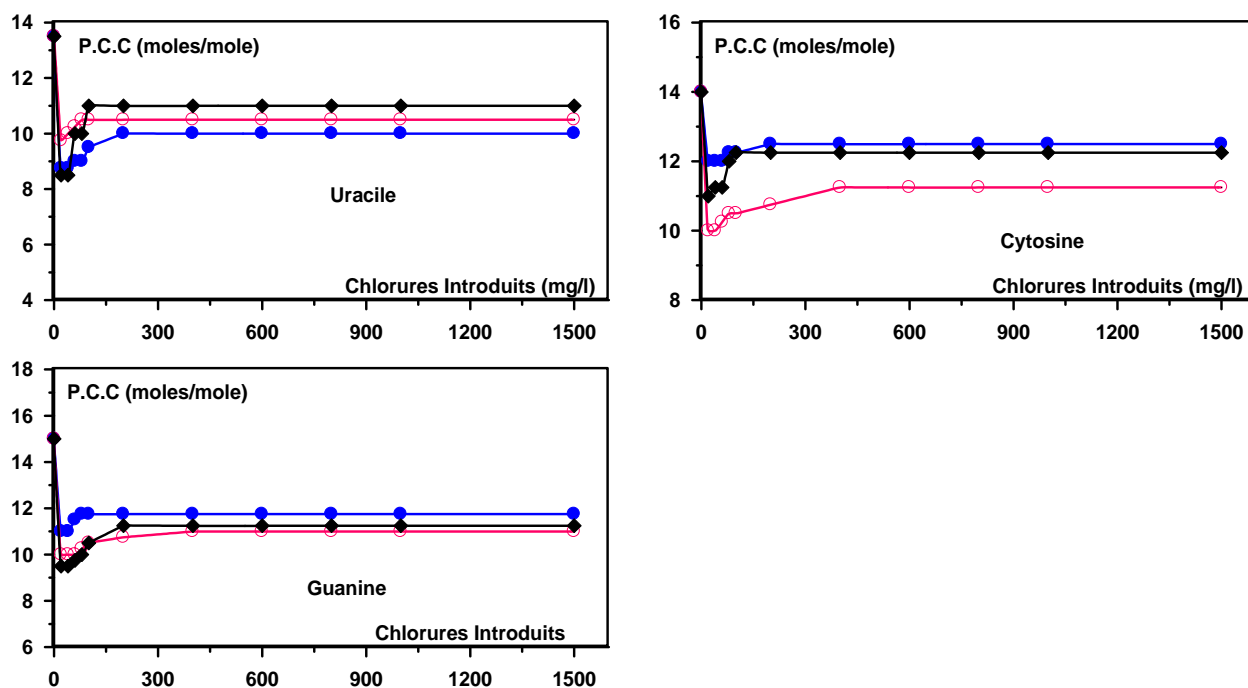 14
P.C.C (moles/mole)
12
10
8
6
4
Uracile
Chlorures Introduits (mg/l)
0 300 600 900 1200 1500
16
P.C.C (moles/mole)
14
12
10
8
Cytosine
Chlorures Introduits (mg/l)
0 300 600 900 1200 1500
18
P.C.C (moles/mole)
16
14
12
10
8
6
Guanine
Chlorures Introduits
0 300 600 900 1200 1500